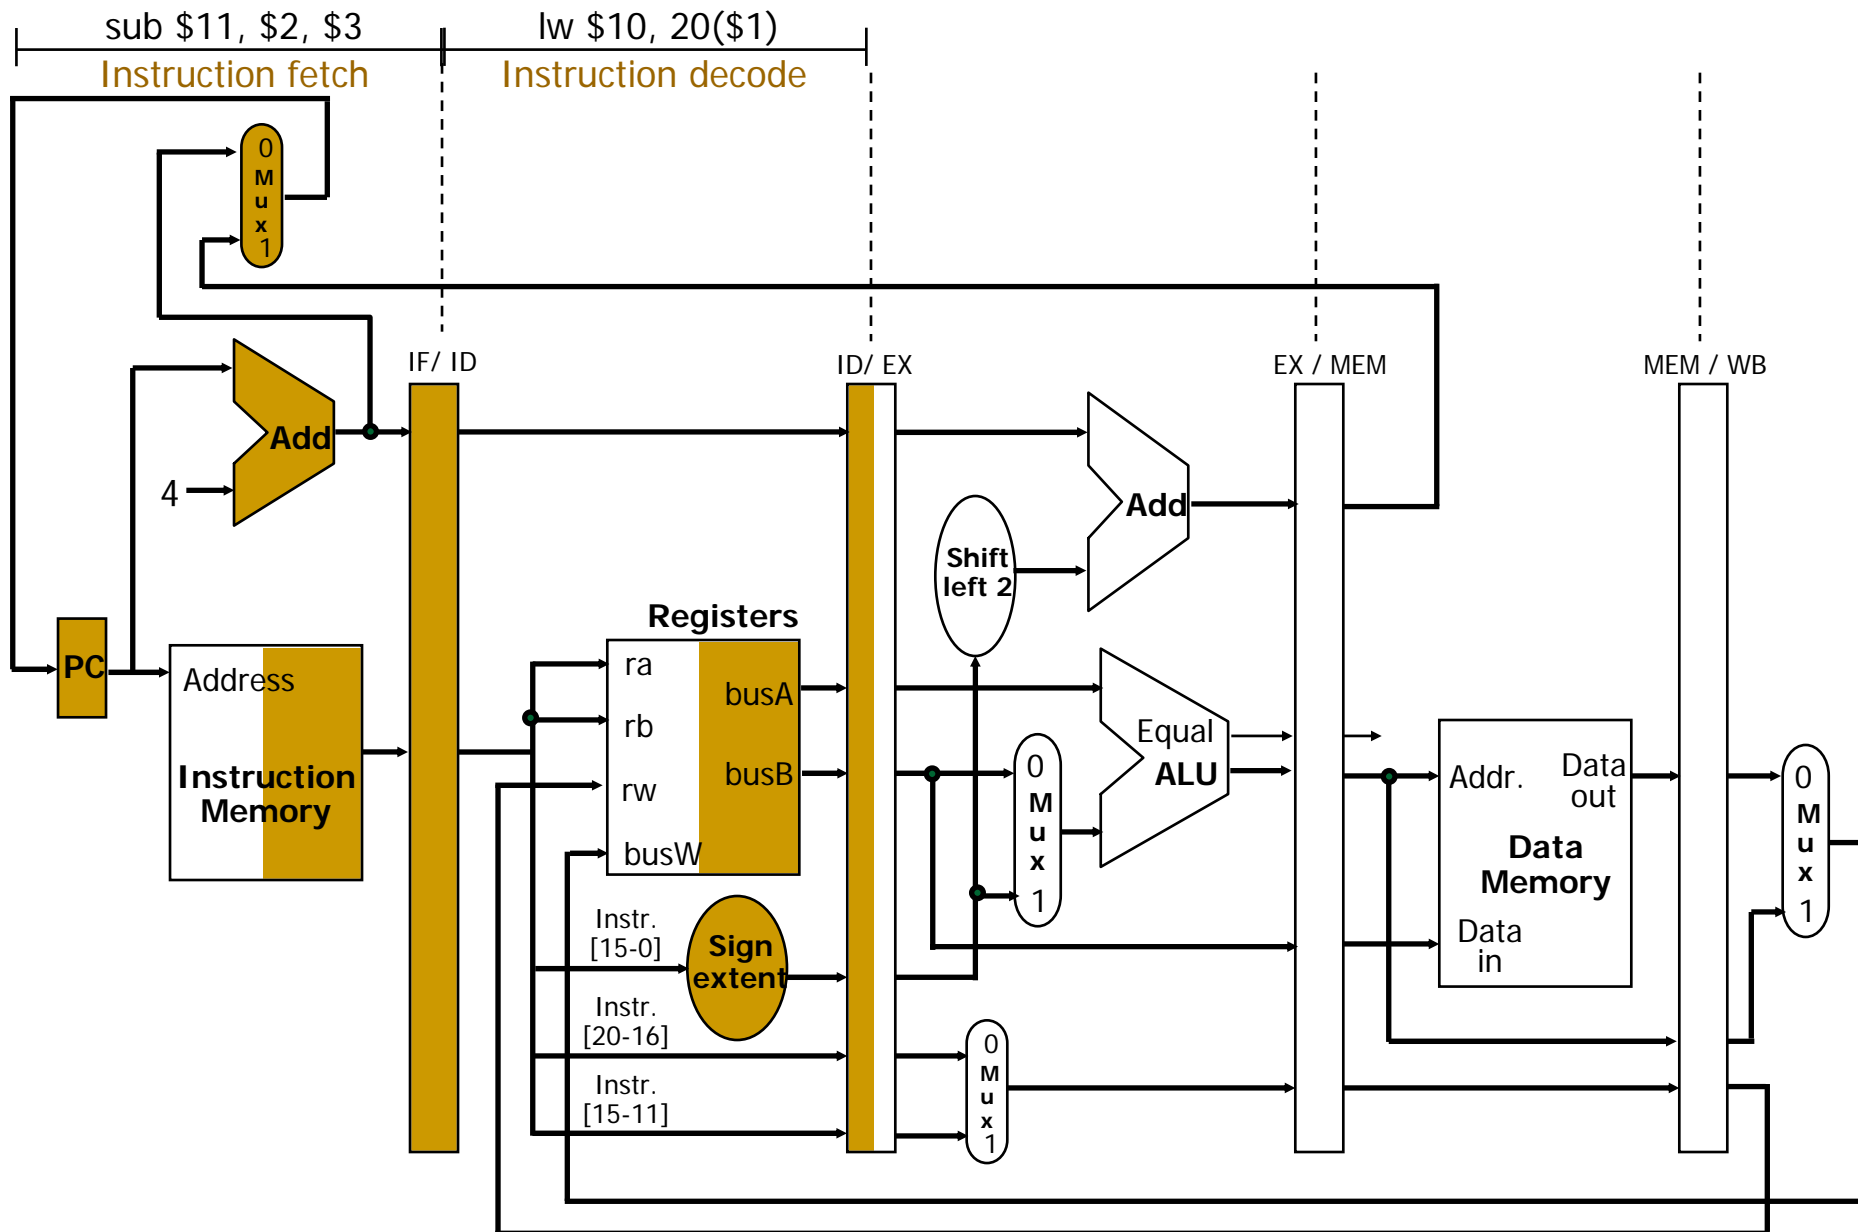 sub $11, $2, $3
lw $10, 20($1)
Instruction fetch
Instruction decode
0
M
u
x
1
IF/ ID
ID/ EX
EX / MEM
MEM / WB
Add
4
Add
Shift
left 2
PC
Address
Instruction
Memory
Registers
ra
rb
rw
busW
busA
busB
Equal
ALU
0
M
u
x
1
Addr.
Data
out
Data
Memory
Data
in
0
M
u
x
1
Instr.
[15-0]
Sign
extent
Instr.
[20-16]
Instr.
[15-11]
0
M
u
x
1